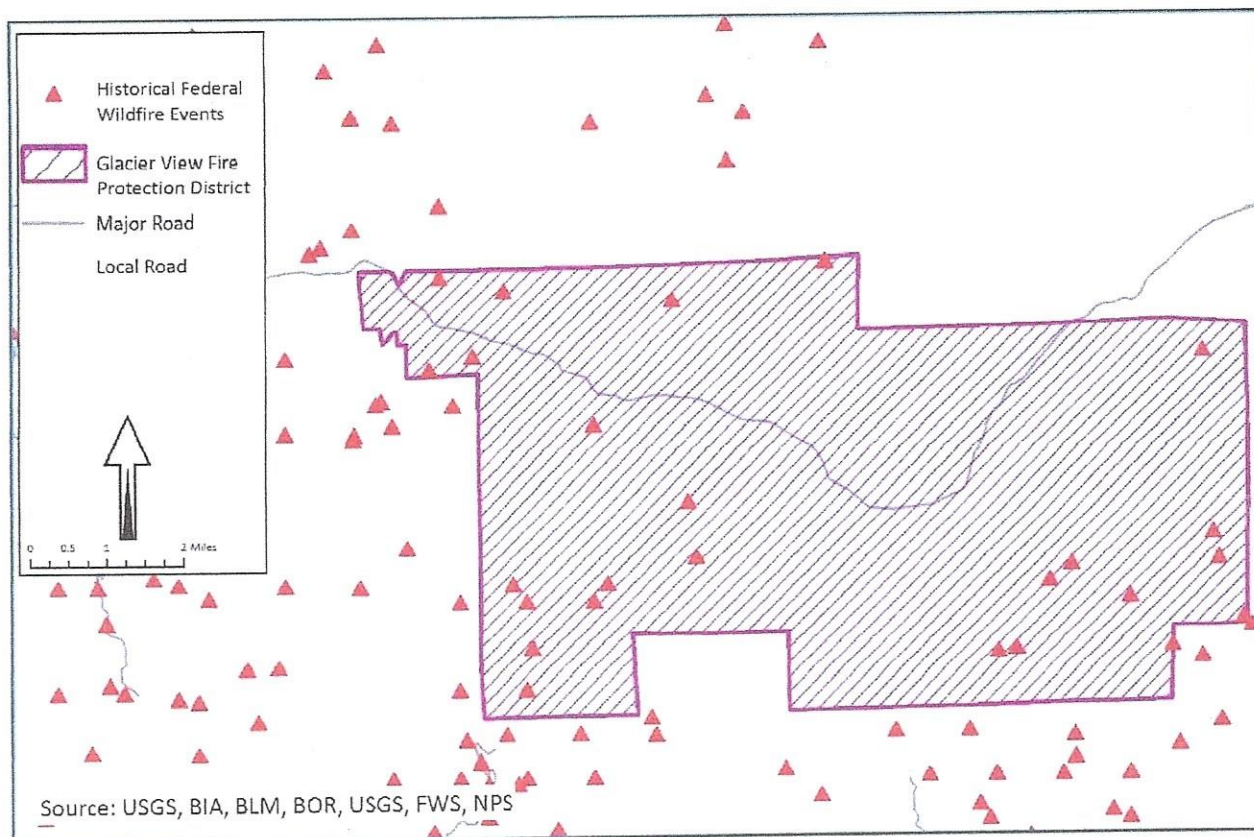 Historical Federal
Wildfire Events
Glacier View Fire
Protection District
Major Road
Local Road
0 0.5 1 2 Miles
Source: USGS, BIA, BLM, BOR, USGS, FWS, NPS